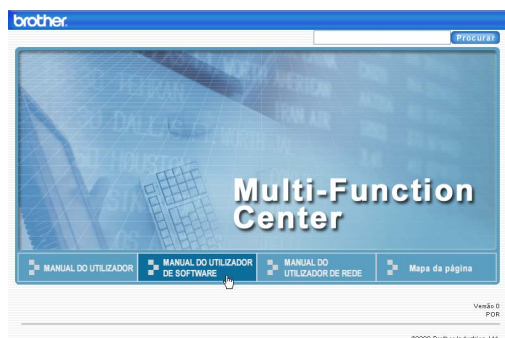 brother
Procurar
Multi-Function
Center
MANUAL DO UTILIZADOR
MANUAL DO UTILIZADOR
DE SOFTWARE
MANUAL DO
UTILIZADOR DE REDE
Mapa da página
Versão 0
POR